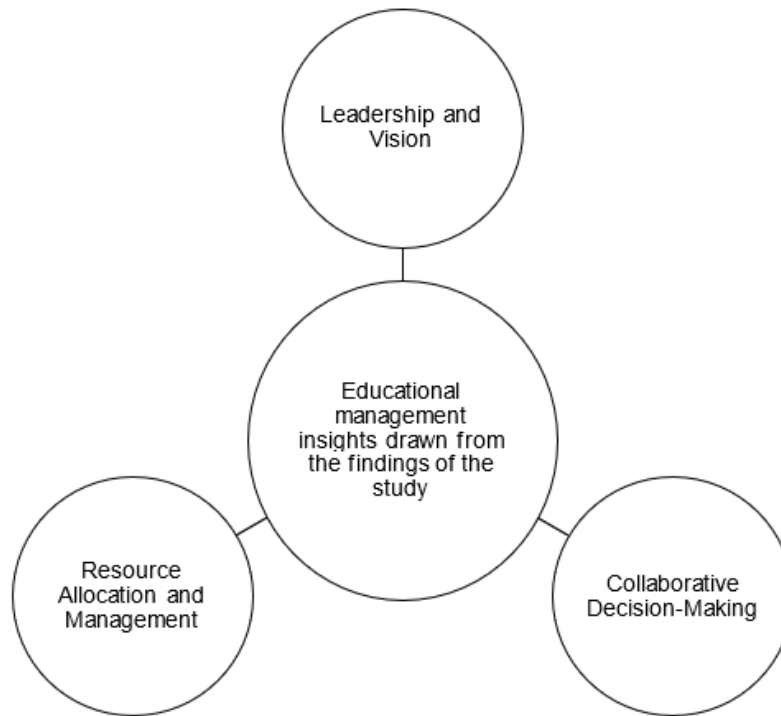 Leadership and
Vision
Educational
management
insights drawn from
the findings of the
study
Resource
Allocation and
Management
Collaborative
Decision-Making